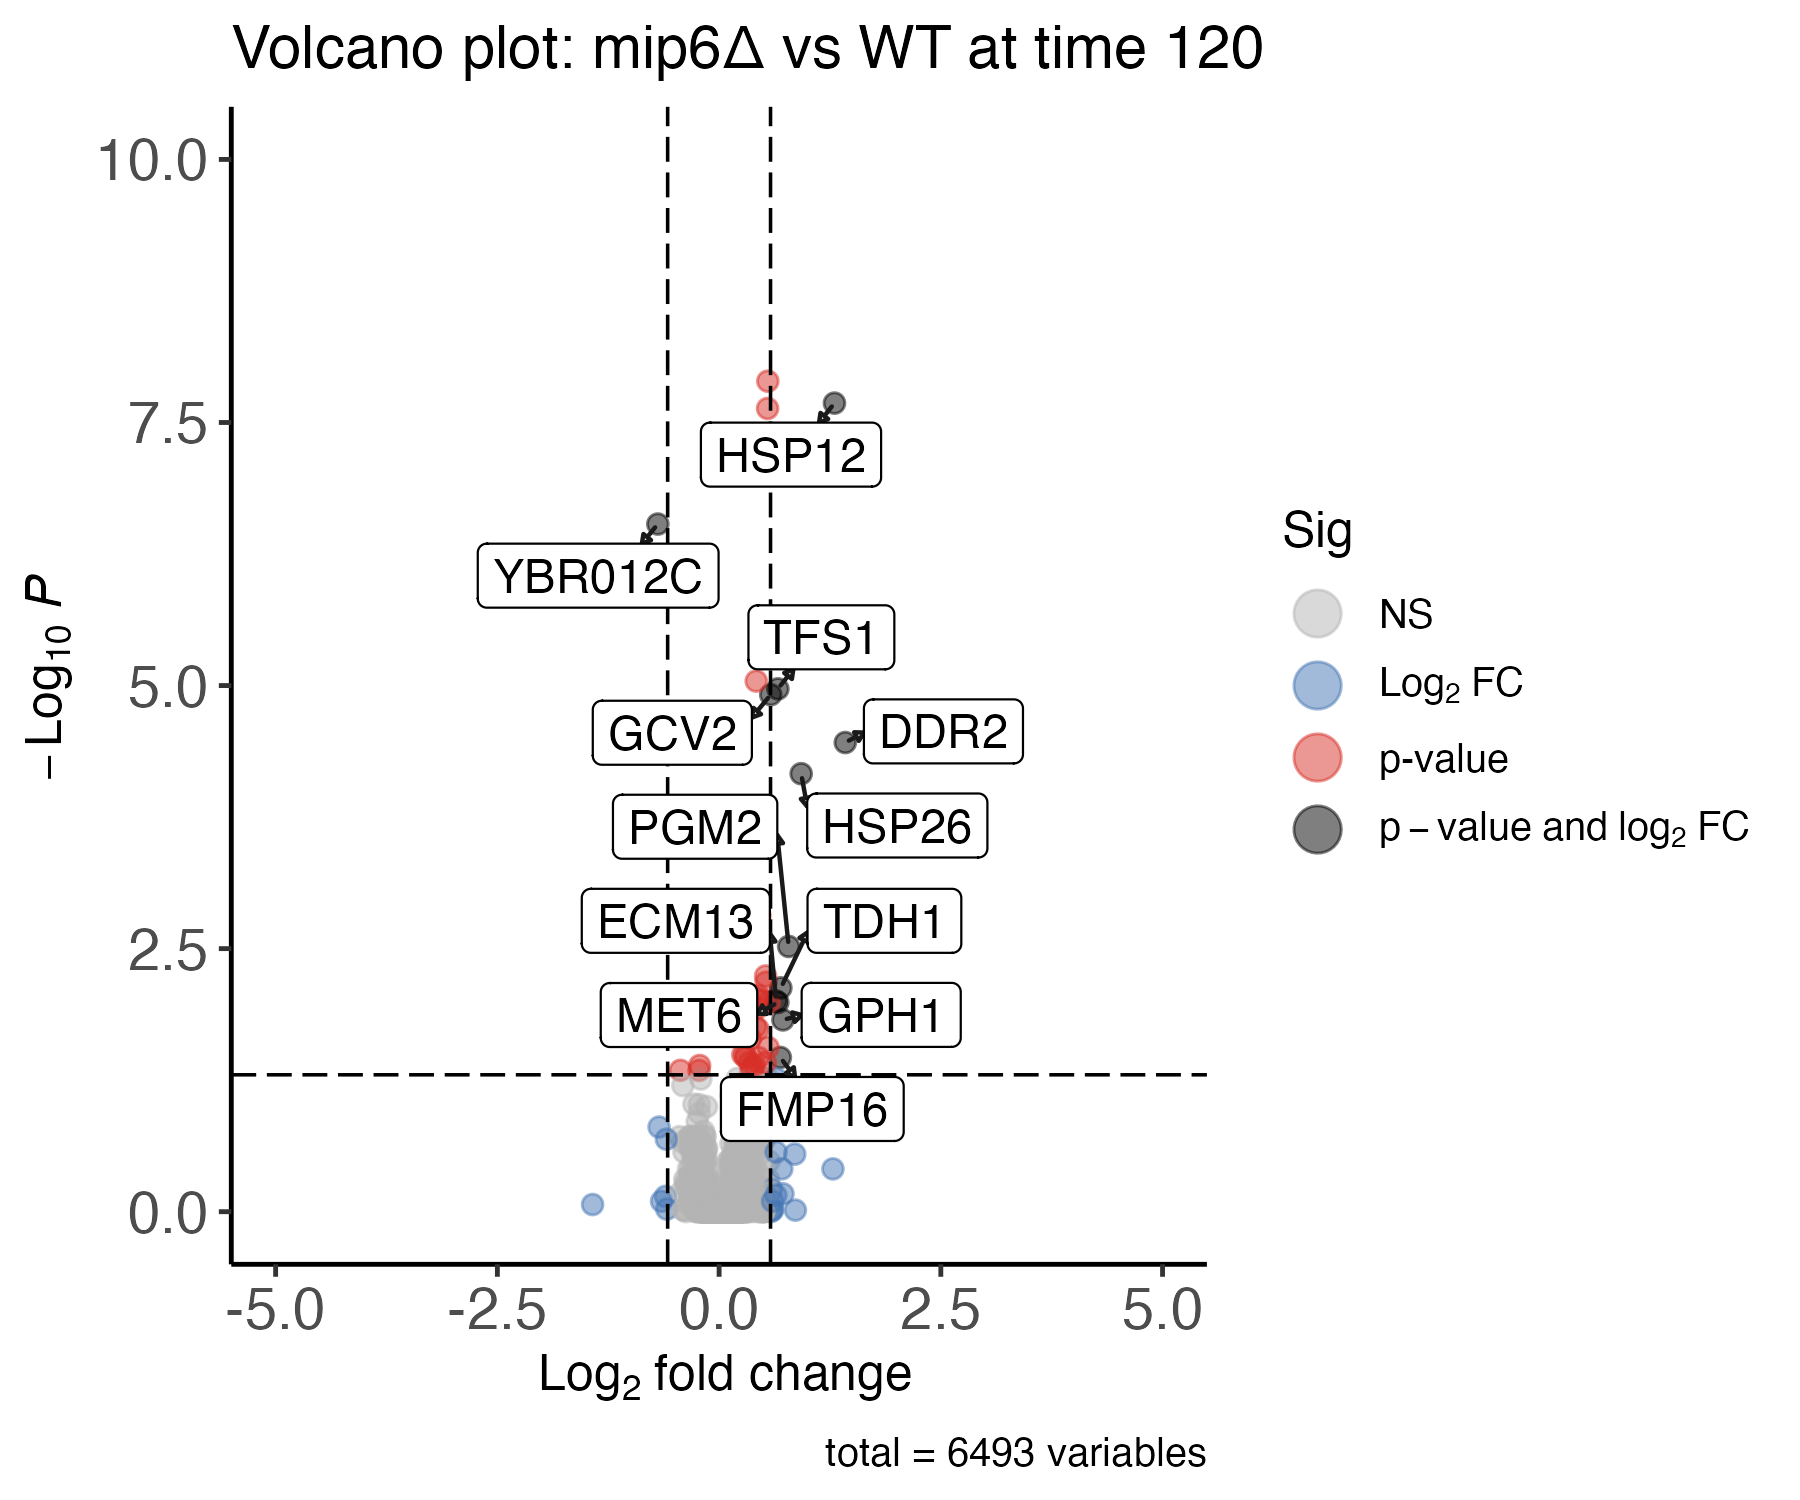 Volcano plot: mip6Δ vs WT at time 120
10.0
7.5
5.0
2.5
0.0
−Log10 P
HSP12
YBR012C
TFS1
GCV2
DDR2
PGM2
HSP26
ECM13
TDH1
MET6
GPH1
FMP16
-5.0
-2.5
0.0
2.5
5.0
Log2 fold change
total = 6493 variables
Sig
NS
Log2 FC
p-value
p − value and log2 FC